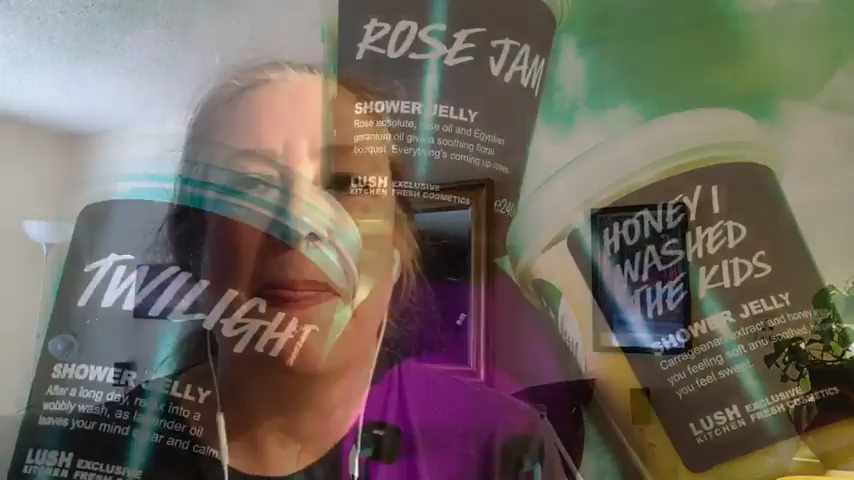 ROSE JAM
SHOWER JELLY
Rose absolute, rose oil and Egyptian
geranium oil give a soothing floral
bouquet. Everything's coming up roses.
LUSH EXCLUSIVE
KITCHEN FRESH COSMETICS
TWILIGHT
SHOWER JELLY
After a long day, relax into a
wobbly wash, as lavender oil
leaves your mind clear and calm.
LUSH EXCLUSIVE
KITCHEN FRESH COSMETICS
HONEY I
WASHED
THE KIDS
SHOWER JELLY
Carrageenan extract and honey
you feeling soft and soothed
you feel sweet.
LUSH EXCLUSIVE
KITCHEN FRESH COSMETICS